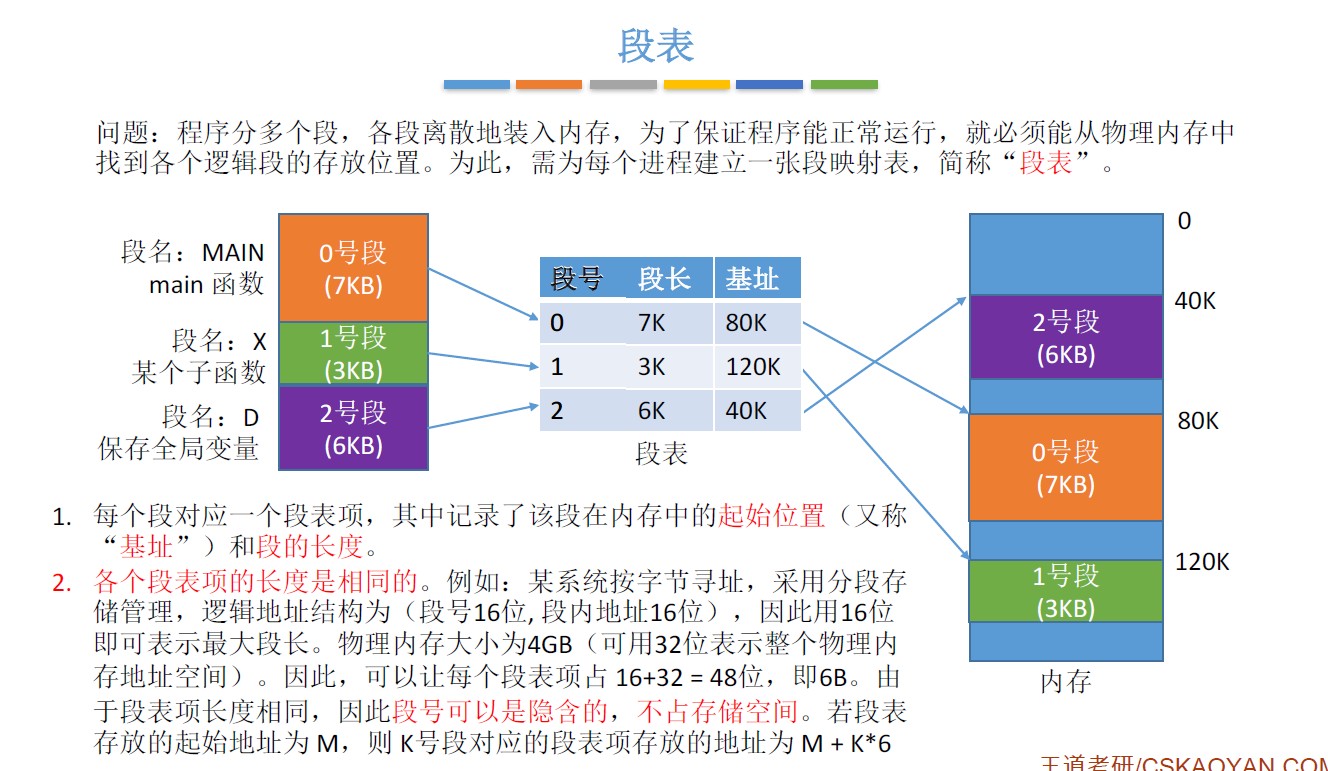 段表
问题：程序分多个段，各段离散地装入内存，为了保证程序能正常运行，就必须能从物理内存中
找到各个逻辑段的存放位置。为此，需为每个进程建立一张段映射表，简称“段表”。
段名：MAIN
main 函数
0号段
(7KB)
段名：X
某个子函数
1号段
(3KB)
段名：D
保存全局变量
2号段
(6KB)
段号 段长 基址
0 7K 80K
1 3K 120K
2 6K 40K
段表
0
40K
2号段
(6KB)
80K
0号段
(7KB)
120K
1号段
(3KB)
内存
1. 每个段对应一个段表项，其中记录了该段在内存中的起始位置（又称
“基址”）和段的长度。
2. 各个段表项的长度是相同的。例如：某系统按字节寻址，采用分段存
储管理，逻辑地址结构为（段号16位, 段内地址16位），因此用16位
即可表示最大段长。物理内存大小为4GB（可用32位表示整个物理内
存地址空间）。因此，可以让每个段表项占 16+32 = 48位，即6B。由
于段表项长度相同，因此段号可以是隐含的，不占存储空间。若段表
存放的起始地址为 M，则 K号段对应的段表项存放的地址为 M + K*6
王道考研/CSKAOYAN.COM